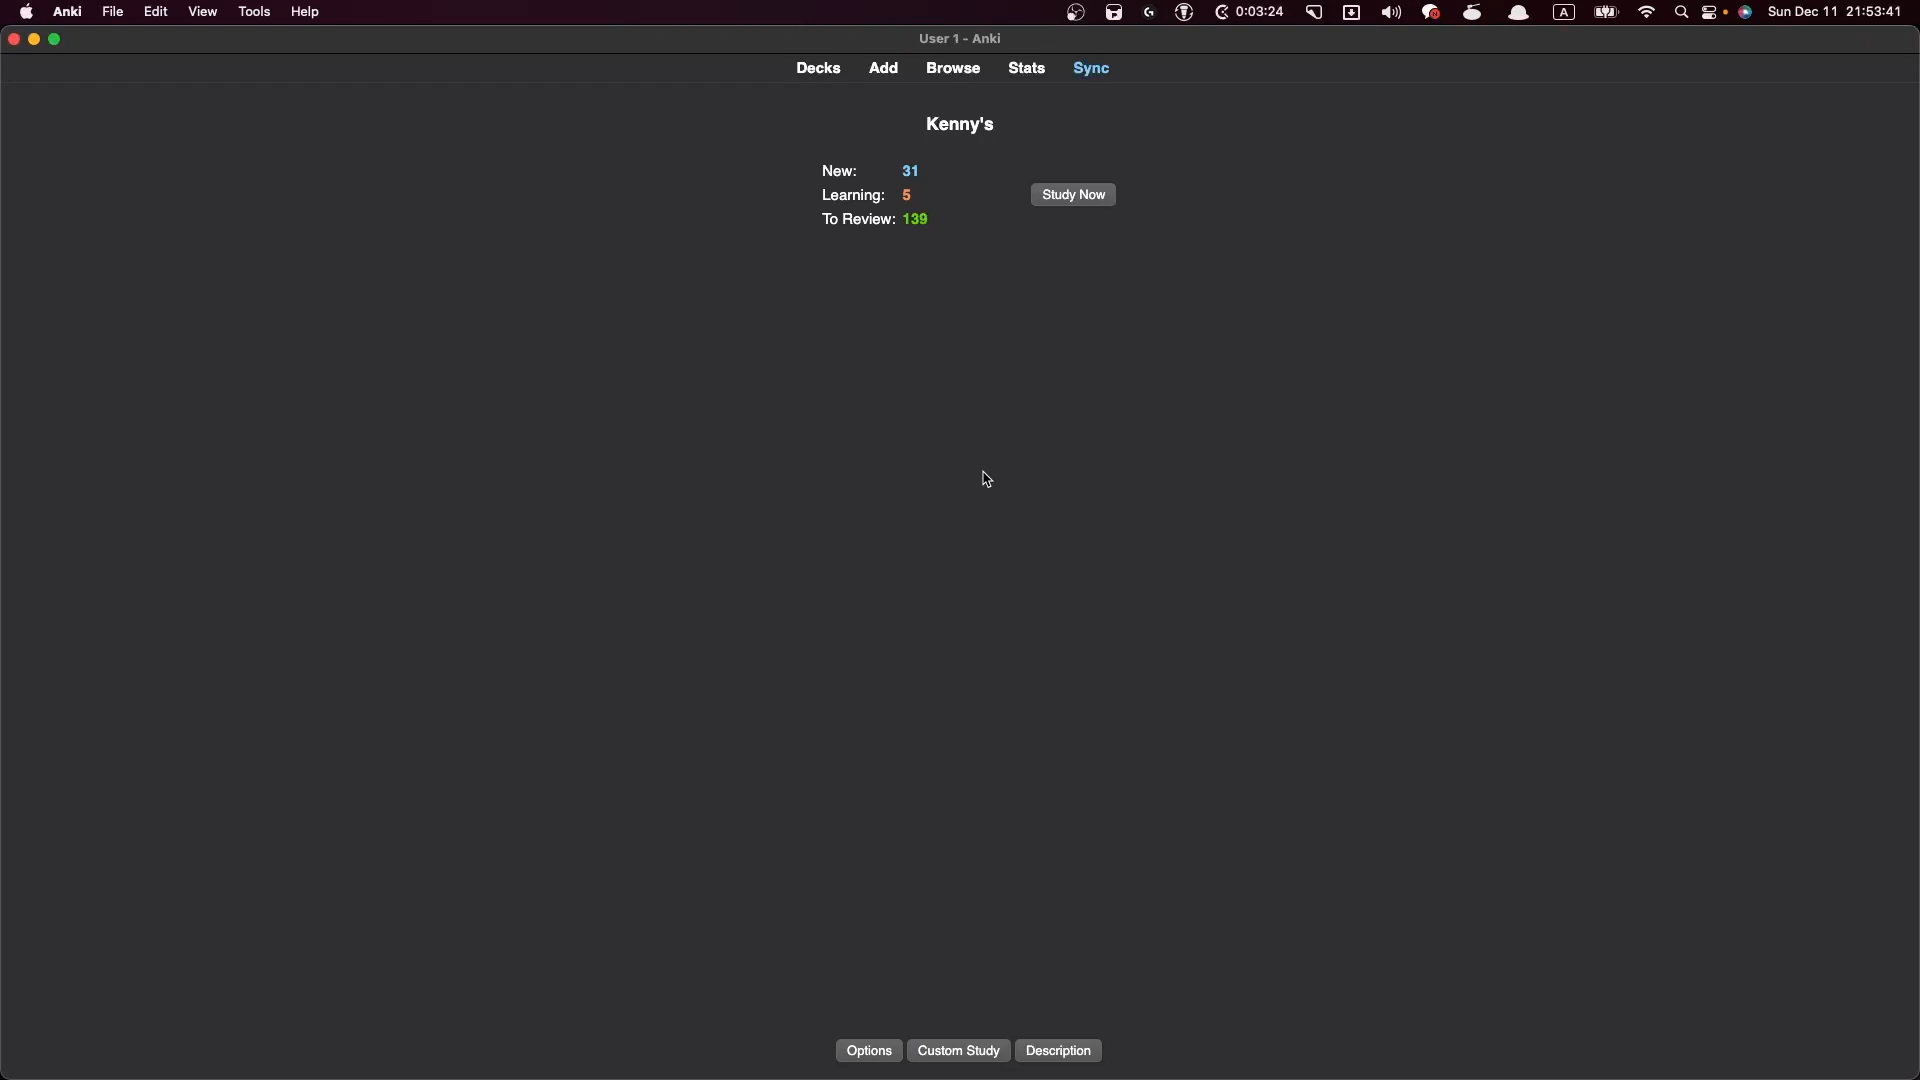 Anki File Edit View Tools Help 0:03:24 A Sun Dec 11 21:53:41
User 1 - Anki
Decks Add Browse Stats Sync
Kenny's
New: 31
Learning: 5
Study Now
To Review: 139
Options Custom Study Description